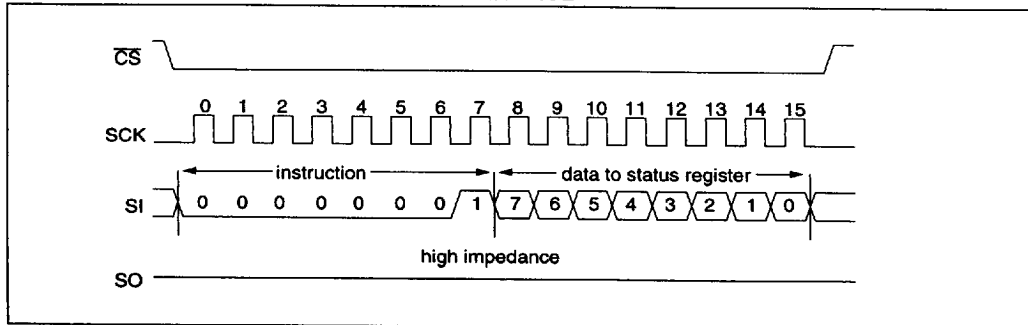 CS
0 1 2 3 4 5 6 7 8 9 10 11 12 13 14 15
SCK
instruction data to status register
SI 0 0 0 0 0 0 0 1 7 6 5 4 3 2 1 0
high impedance
SO